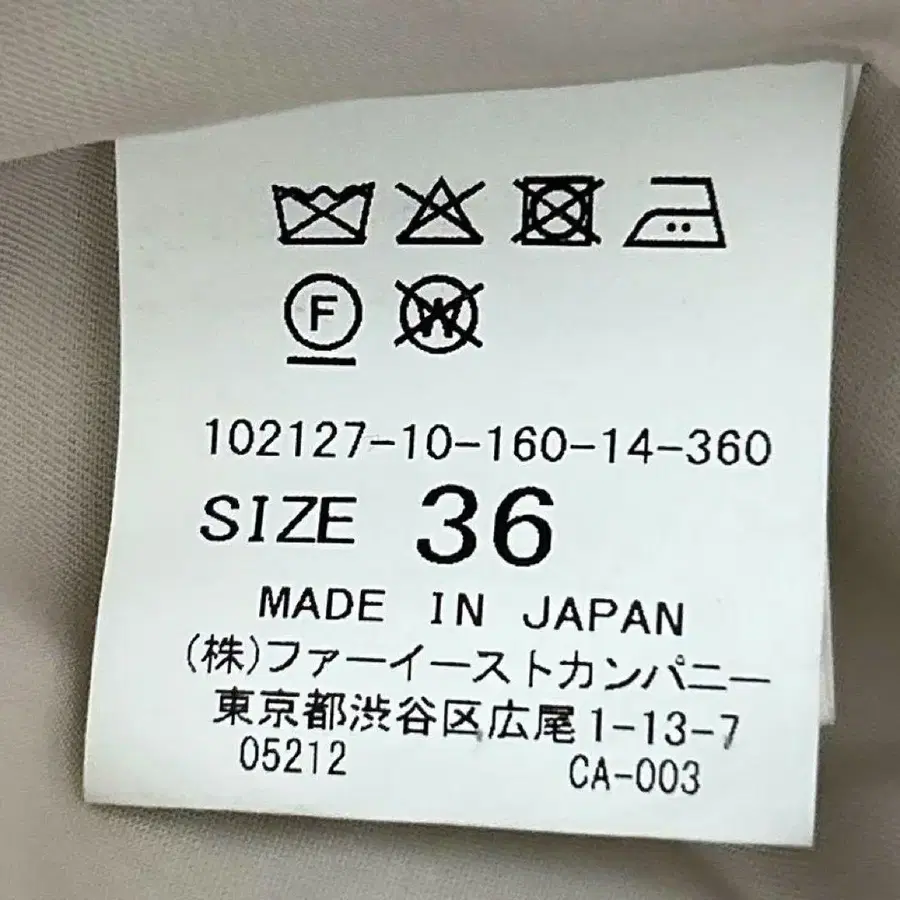 F W
102127-10-160-14-360
SIZE 36
MADE IN JAPAN
(株)ファーイーストカンパニー
東京都渋谷区広尾1-13-7
05212 CA-003